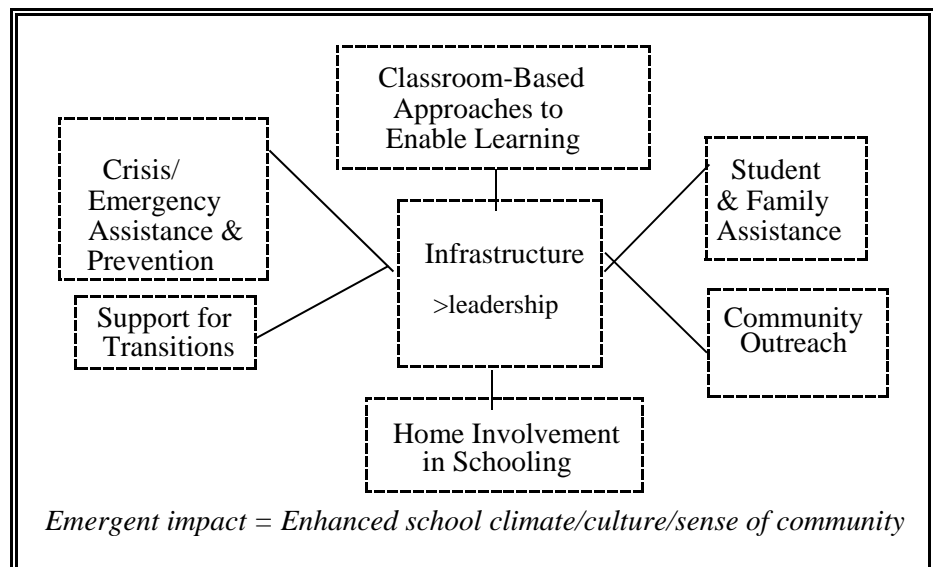 Classroom-Based
Approaches to
Enable Learning
Crisis/
Emergency
Assistance &
Prevention
Student
& Family
Assistance
Infrastructure
>leadership
Support for
Transitions
Community
Outreach
Home Involvement
in Schooling
Emergent impact = Enhanced school climate/culture/sense of community